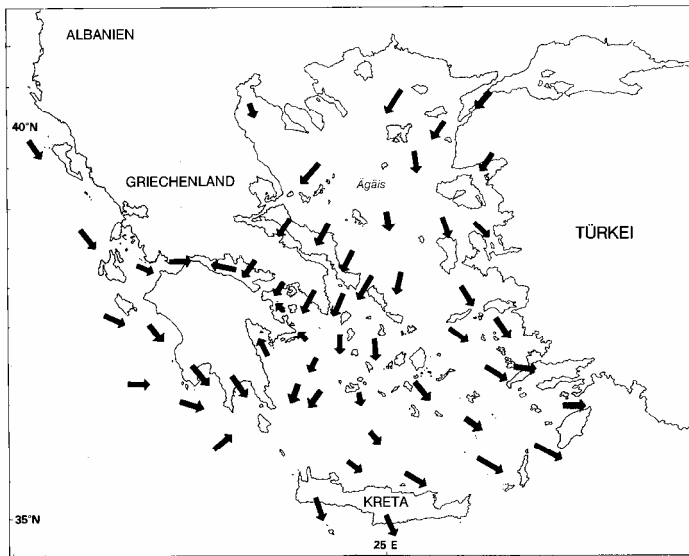 ALBANIEN
40°N
GRIECHENLAND
Ägäis
TÜRKEI
KRETA
35°N
25 E